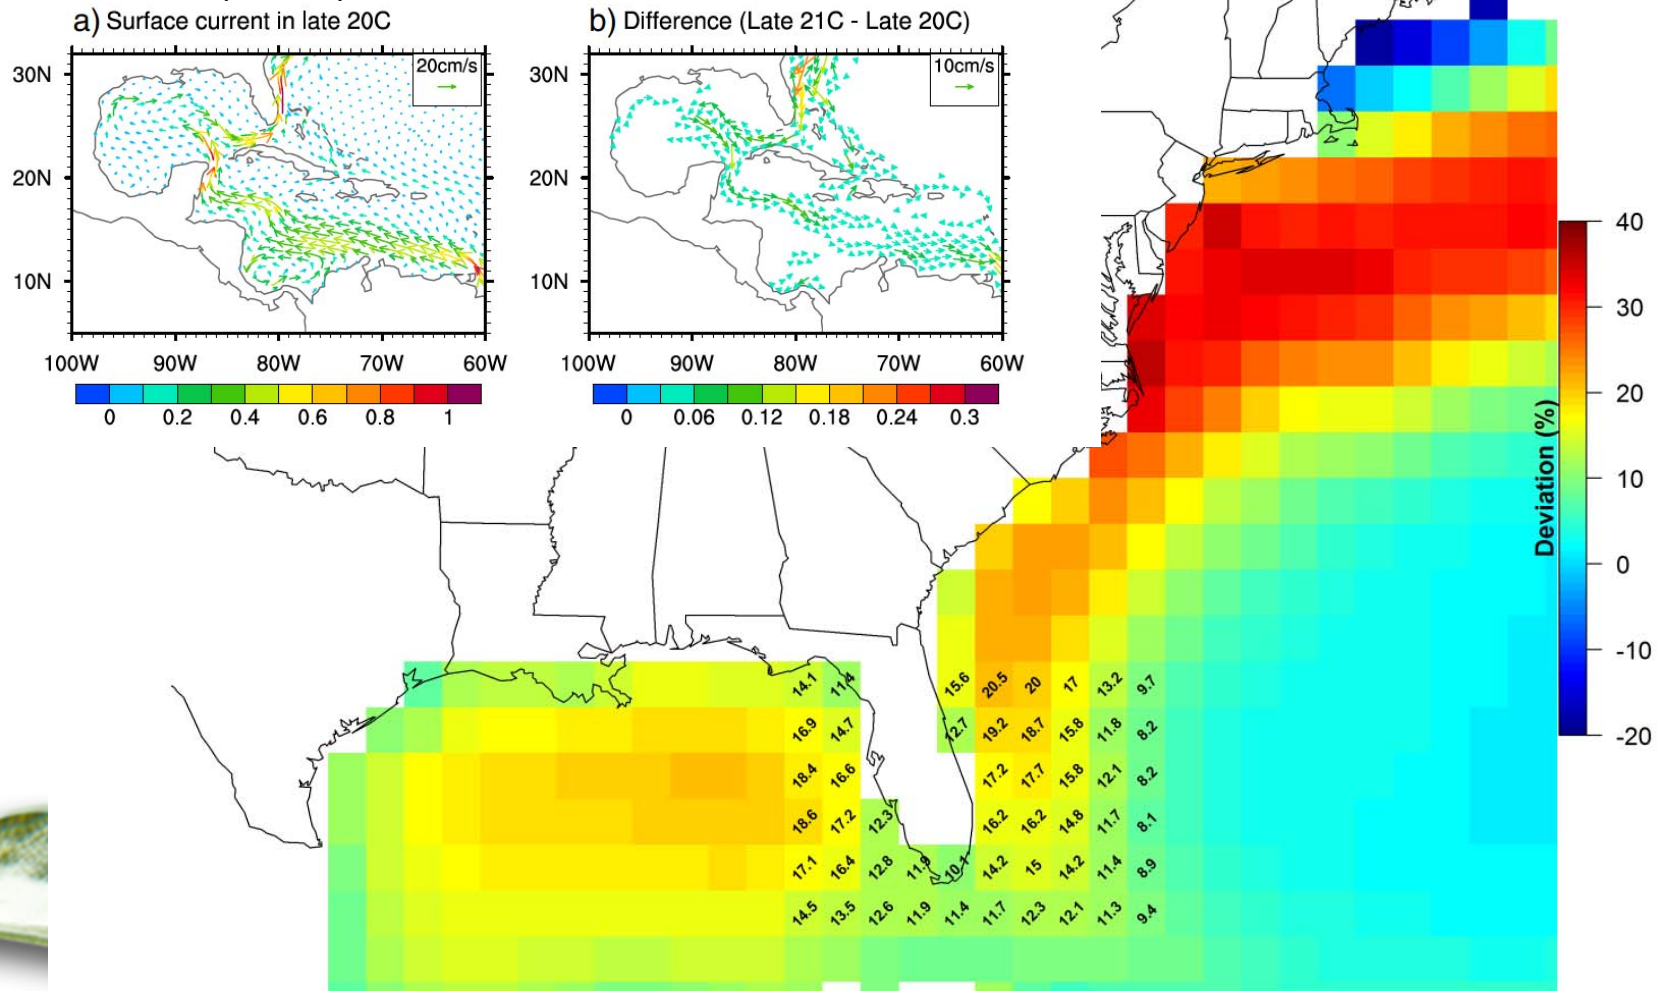 a) Surface current in late 20C
20cm/s
30N
20N
10N
100W 90W 80W 70W 60W
0 0.2 0.4 0.6 0.8 1
b) Difference (Late 21C - Late 20C)
10cm/s
30N
20N
10N
100W 90W 80W 70W 60W
0 0.06 0.12 0.18 0.24 0.3
40
30
20
10
0
-10
-20
Deviation (%)
14.1 11.4 15.6 20.5 20 17 13.2 9.7
16.9 14.7 12.7 19.2 18.7 15.8 11.8 8.2
18.4 16.6 17.2 17.7 15.8 12.1 8.2
18.6 17.2 12.3 16.2 16.2 14.8 11.7 8.1
17.1 16.4 12.8 11.9 10.1 14.2 15 14.2 11.4 8.9
14.5 13.5 12.6 11.9 11.4 11.7 12.3 12.1 11.3 9.4